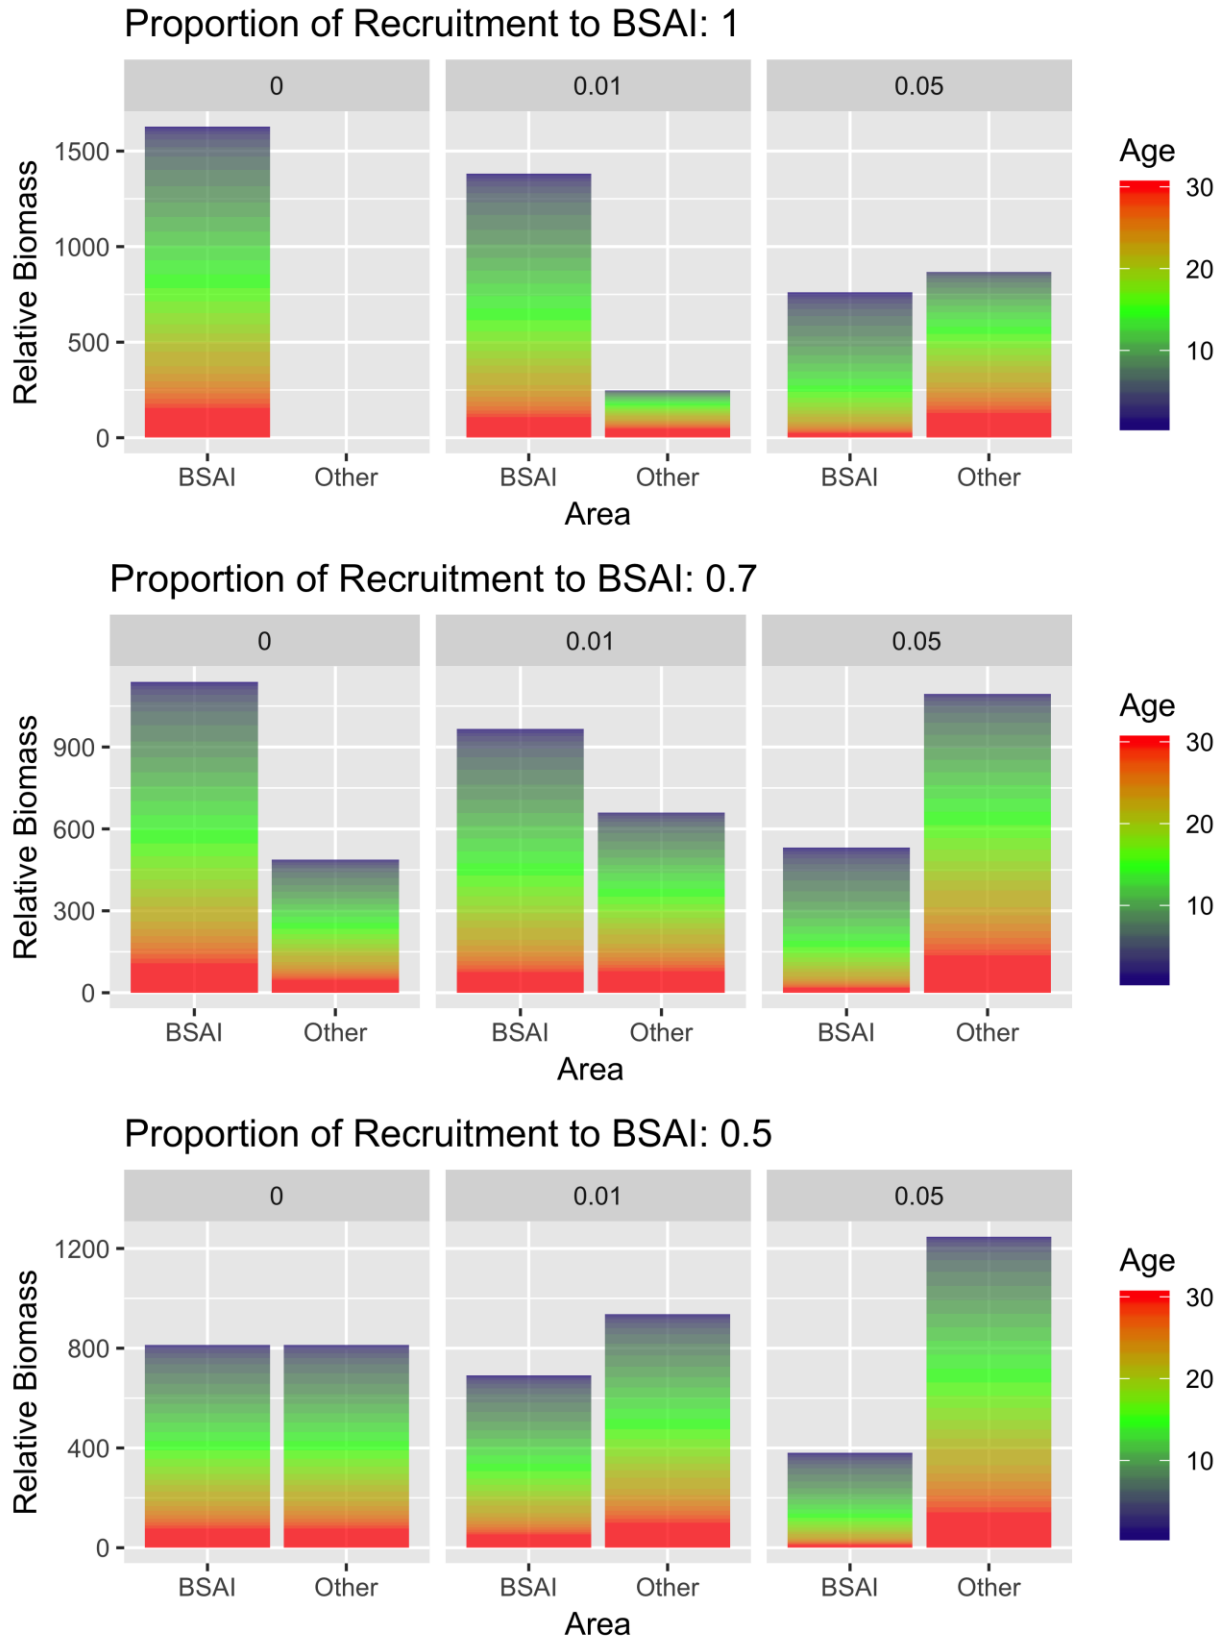 Proportion of Recruitment to BSAI: 1
0 0.01 0.05
Relative Biomass
1500
1000
500
0
BSAI Other BSAI Other BSAI Other
Area
Age
30
20
10
Proportion of Recruitment to BSAI: 0.7
0 0.01 0.05
Relative Biomass
900
600
300
0
BSAI Other BSAI Other BSAI Other
Area
Age
30
20
10
Proportion of Recruitment to BSAI: 0.5
0 0.01 0.05
Relative Biomass
1200
800
400
0
BSAI Other BSAI Other BSAI Other
Area
Age
30
20
10